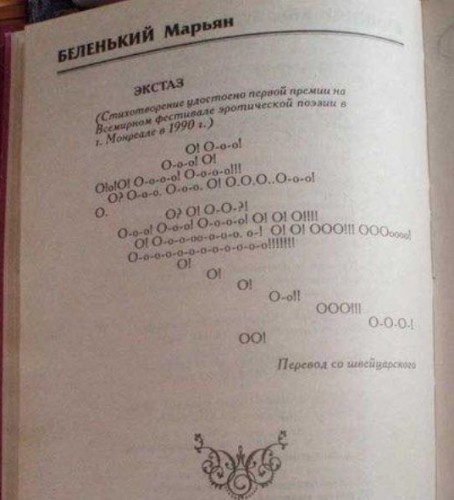 БЕЛЕНЬКИЙ Марьян
ЭКСТАЗ
(Стихотворение удостоено первой премии на
Всемирном фестивале эротической поэзии в
г. Монреале в 1990 г.)
О! О-о-о!
О-о-о! О!
О!о!О! О-о-о-о! О-о-о-о!!!
О? О-о-о. О-о-о. О! О.О.О..О-о-о!
О. О? О! О-О-?!
О-о-о! О-о-о! О-о-о-о! О! О! О!!!!
О! О-о-о-оо-о-о-о. о-! О! О! ООО!!! ОООоооо!
О-о-о-о-о-о-о-о-о-о-о-о!!!!!!!
О!
О!
О!
О-о!!
ООО!!!
О-О-О-!
ОО!
Перевод со швейцарского